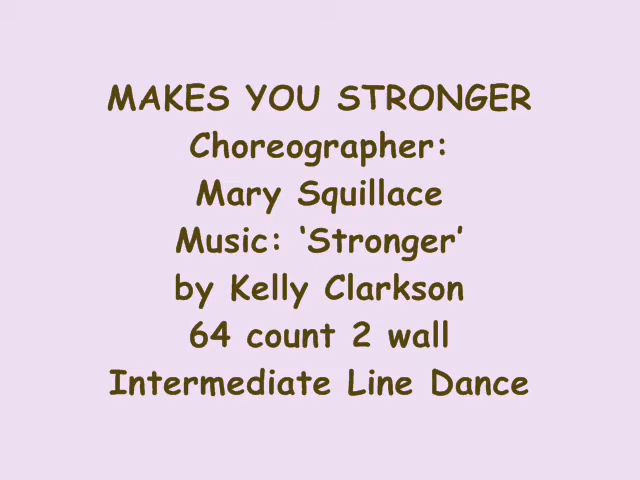 MAKES YOU STRONGER
Choreographer:
Mary Squillace
Music: ‘Stronger’
by Kelly Clarkson
64 count 2 wall
Intermediate Line Dance